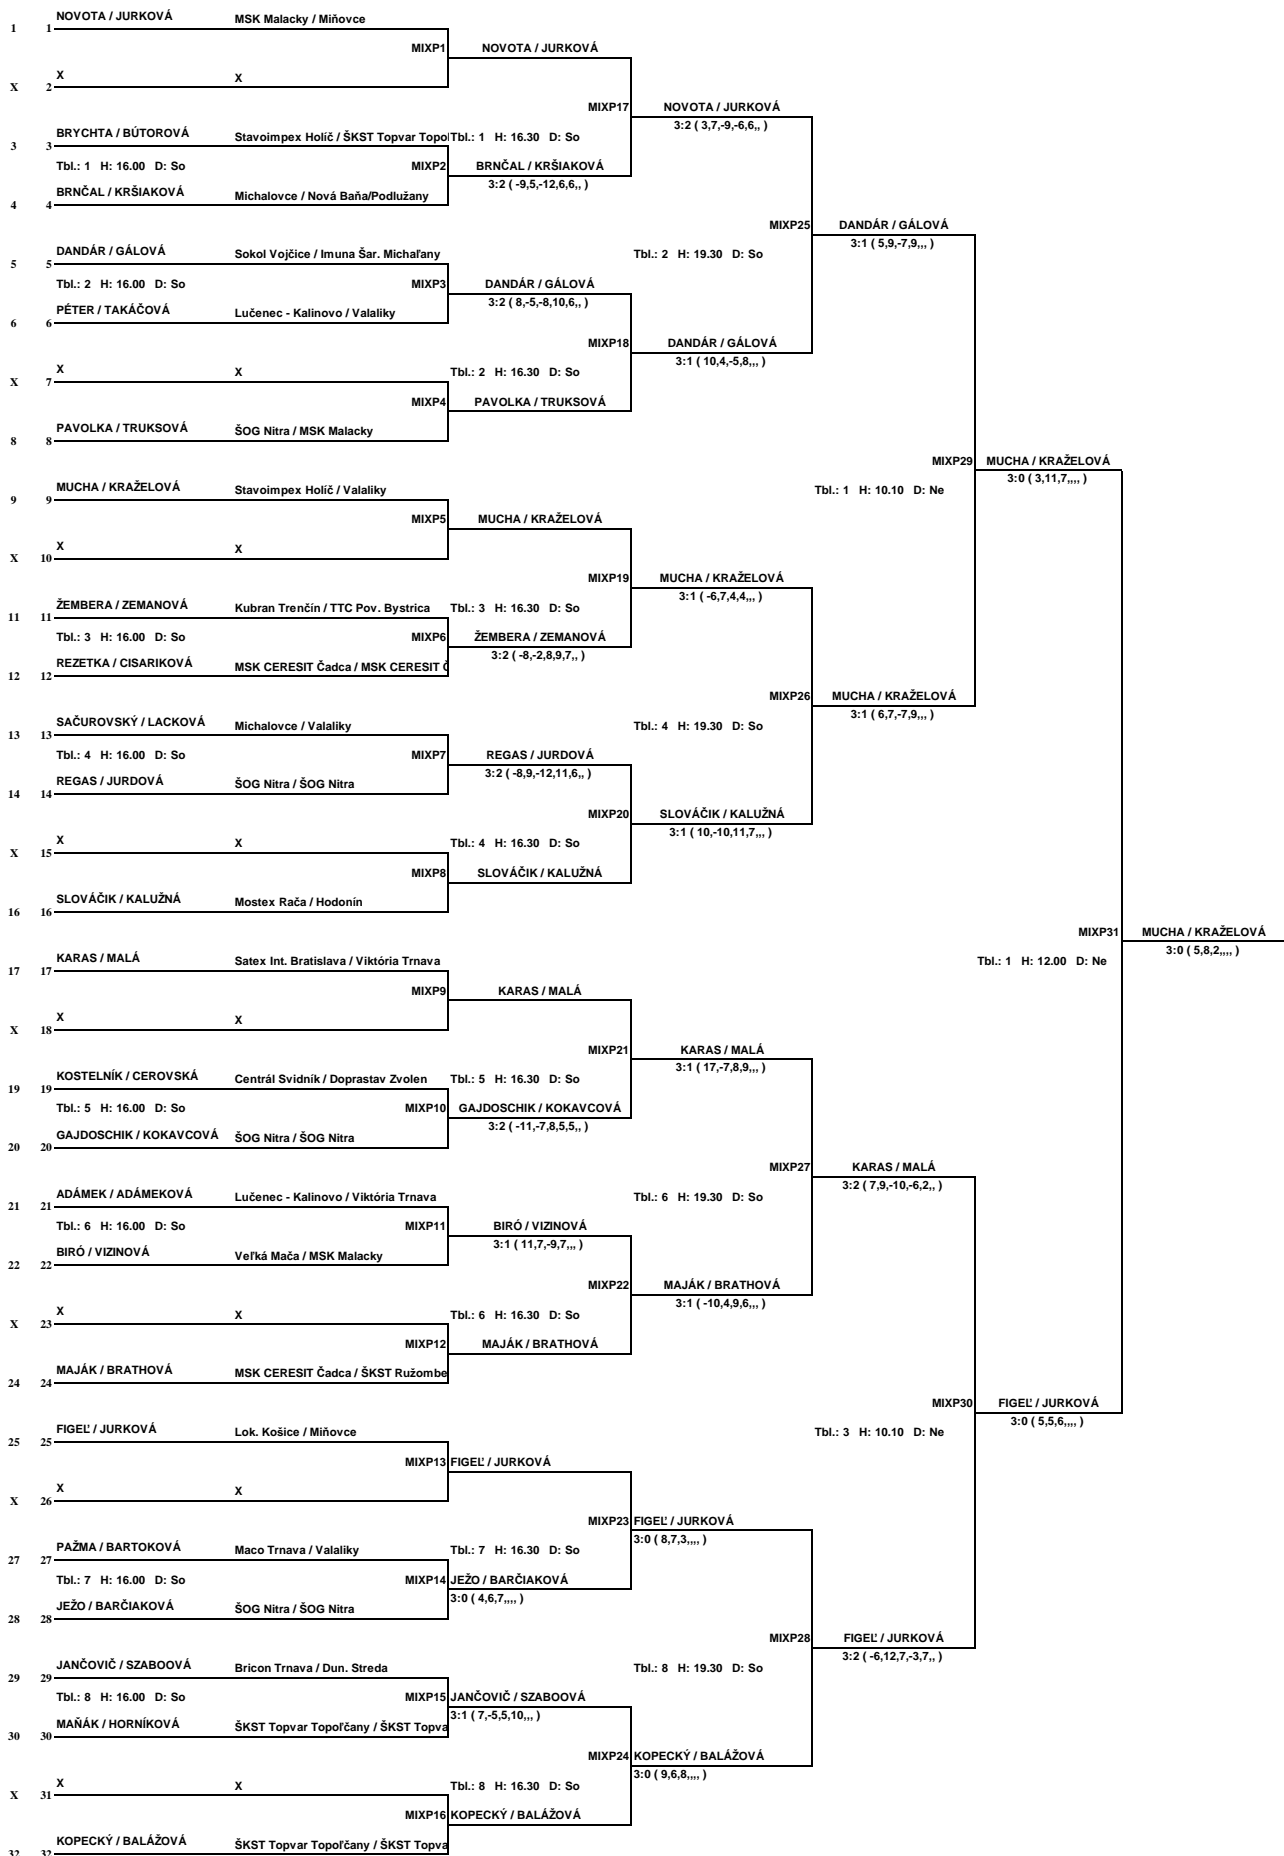 NOVOTA / JURKOVÁ MSK Malacky / Miňovce
1 1
MIXP1 NOVOTA / JURKOVÁ
X X
X 2
MIXP17 NOVOTA / JURKOVÁ
3:2 ( 3,7,-9,-6,6,, )
BRYCHTA / BÚTOROVÁ Stavoimpex Holíč / ŠKST Topvar Topo Tbl.: 1 H: 16.30 D: So
3 3
Tbl.: 1 H: 16.00 D: So MIXP2 BRNČAL / KRŠIAKOVÁ
3:2 ( -9,5,-12,6,6,, )
BRNČAL / KRŠIAKOVÁ Michalovce / Nová Baňa/Podlužany
4 4
MIXP25 DANDÁR / GÁLOVÁ
3:1 ( 5,9,-7,9,,, )
DANDÁR / GÁLOVÁ Sokol Vojčice / Imuna Šar. Michaľany Tbl.: 2 H: 19.30 D: So
5 5
Tbl.: 2 H: 16.00 D: So MIXP3 DANDÁR / GÁLOVÁ
3:2 ( 8,-5,-8,10,6,, )
PÉTER / TAKÁČOVÁ Lučenec - Kalinovo / Valaliky
6 6
MIXP18 DANDÁR / GÁLOVÁ
3:1 ( 10,4,-5,8,,, )
X X Tbl.: 2 H: 16.30 D: So
X 7
MIXP4 PAVOLKA / TRUKSOVÁ
PAVOLKA / TRUKSOVÁ ŠOG Nitra / MSK Malacky
8 8
MIXP29 MUCHA / KRAŽELOVÁ
3:0 ( 3,11,7,,,, )
MUCHA / KRAŽELOVÁ Stavoimpex Holíč / Valaliky Tbl.: 1 H: 10.10 D: Ne
9 9
MIXP5 MUCHA / KRAŽELOVÁ
X X
X 10
MIXP19 MUCHA / KRAŽELOVÁ
3:1 ( -6,7,4,4,,, )
ŽEMBERA / ZEMANOVÁ Kubran Trenčín / TTC Pov. Bystrica Tbl.: 3 H: 16.30 D: So
11 11
Tbl.: 3 H: 16.00 D: So MIXP6 ŽEMBERA / ZEMANOVÁ
3:2 ( -8,-2,8,9,7,, )
REZETKA / CISARIKOVÁ MSK CERESIT Čadca / MSK CERESIT Č
12 12
MIXP26 MUCHA / KRAŽELOVÁ
3:1 ( 6,7,-7,9,,, )
SAČUROVSKÝ / LACKOVÁ Michalovce / Valaliky Tbl.: 4 H: 19.30 D: So
13 13
Tbl.: 4 H: 16.00 D: So MIXP7 REGAS / JURDOVÁ
3:2 ( -8,9,-12,11,6,, )
REGAS / JURDOVÁ ŠOG Nitra / ŠOG Nitra
14 14
MIXP20 SLOVÁČIK / KALUŽNÁ
3:1 ( 10,-10,11,7,,, )
X X Tbl.: 4 H: 16.30 D: So
X 15
MIXP8 SLOVÁČIK / KALUŽNÁ
SLOVÁČIK / KALUŽNÁ Mostex Rača / Hodonín
16 16
MIXP31 MUCHA / KRAŽELOVÁ
3:0 ( 5,8,2,,,, )
KARAS / MALÁ Satex Int. Bratislava / Viktória Trnava Tbl.: 1 H: 12.00 D: Ne
17 17
MIXP9 KARAS / MALÁ
X X
X 18
MIXP21 KARAS / MALÁ
3:1 ( 17,-7,8,9,,, )
KOSTELNÍK / CEROVSKÁ Centrál Svidník / Doprastav Zvolen Tbl.: 5 H: 16.30 D: So
19 19
Tbl.: 5 H: 16.00 D: So MIXP10 GAJDOSCHIK / KOKAVCOVÁ
3:2 ( -11,-7,8,5,5,, )
GAJDOSCHIK / KOKAVCOVÁ ŠOG Nitra / ŠOG Nitra
20 20
MIXP27 KARAS / MALÁ
3:2 ( 7,9,-10,-6,2,, )
ADÁMEK / ADÁMEKOVÁ Lučenec - Kalinovo / Viktória Trnava Tbl.: 6 H: 19.30 D: So
21 21
Tbl.: 6 H: 16.00 D: So MIXP11 BIRÓ / VIZINOVÁ
3:1 ( 11,7,-9,7,,, )
BIRÓ / VIZINOVÁ Veľká Mača / MSK Malacky
22 22
MIXP22 MAJÁK / BRATHOVÁ
3:1 ( -10,4,9,6,,, )
X X Tbl.: 6 H: 16.30 D: So
X 23
MIXP12 MAJÁK / BRATHOVÁ
MAJÁK / BRATHOVÁ MSK CERESIT Čadca / ŠKST Ružombe
24 24
MIXP30 FIGEĽ / JURKOVÁ
3:0 ( 5,5,6,,,, )
FIGEĽ / JURKOVÁ Lok. Košice / Miňovce Tbl.: 3 H: 10.10 D: Ne
25 25
MIXP13 FIGEĽ / JURKOVÁ
X X
X 26
MIXP23 FIGEĽ / JURKOVÁ
3:0 ( 8,7,3,,,, )
PAŽMA / BARTOKOVÁ Maco Trnava / Valaliky Tbl.: 7 H: 16.30 D: So
27 27
Tbl.: 7 H: 16.00 D: So MIXP14 JEŽO / BARČIAKOVÁ
3:0 ( 4,6,7,,,, )
JEŽO / BARČIAKOVÁ ŠOG Nitra / ŠOG Nitra
28 28
MIXP28 FIGEĽ / JURKOVÁ
3:2 ( -6,12,7,-3,7,, )
JANČOVIČ / SZABOOVÁ Bricon Trnava / Dun. Streda Tbl.: 8 H: 19.30 D: So
29 29
Tbl.: 8 H: 16.00 D: So MIXP15 JANČOVIČ / SZABOOVÁ
3:1 ( 7,-5,5,10,,, )
MAŇÁK / HORNÍKOVÁ ŠKST Topvar Topoľčany / ŠKST Topva
30 30
MIXP24 KOPECKÝ / BALÁŽOVÁ
3:0 ( 9,6,8,,,, )
X X Tbl.: 8 H: 16.30 D: So
X 31
MIXP16 KOPECKÝ / BALÁŽOVÁ
KOPECKÝ / BALÁŽOVÁ ŠKST Topvar Topoľčany / ŠKST Topva
32 32